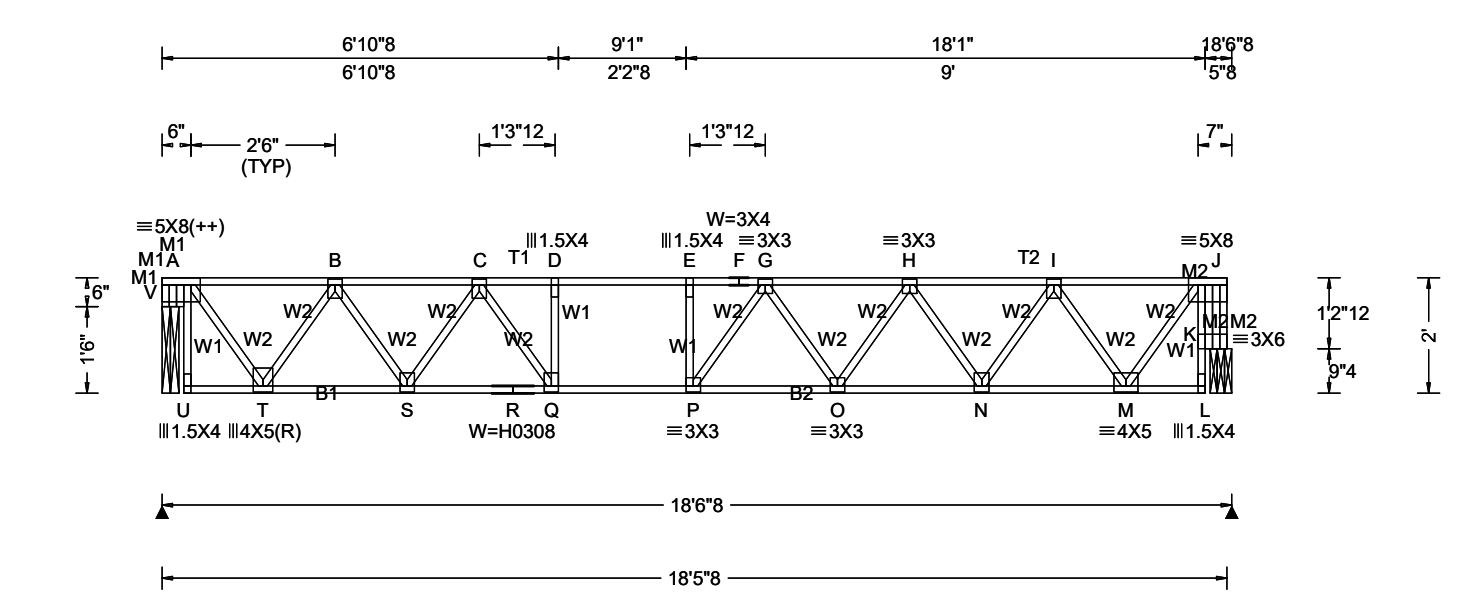 6'10"8 9'1" 18'1" 18'6"8
6'10"8 2'2"8 9' 5"8
6" 2'6" 1'3"12 1'3"12 7"
(TYP)
W=3X4
≡5X8(++) |||1.5X4 |||1.5X4 ≡3X3 ≡3X3 ≡5X8
M1
M1 A B C T1 D E F G H T2 I J
M1 M2
V 6"
W2 W2 W1 W2 W2 1'2"12
M2 M2
W1 W2 W2 W2 W1 W2 W2 W2 K ≡3X6
W1
1'6" 2'
9"4
B1 B2
U T S R Q P O N M L
|||1.5X4 |||4X5(R) W=H0308 ≡3X3 ≡3X3 ≡4X5 |||1.5X4
18'6"8
18'5"8